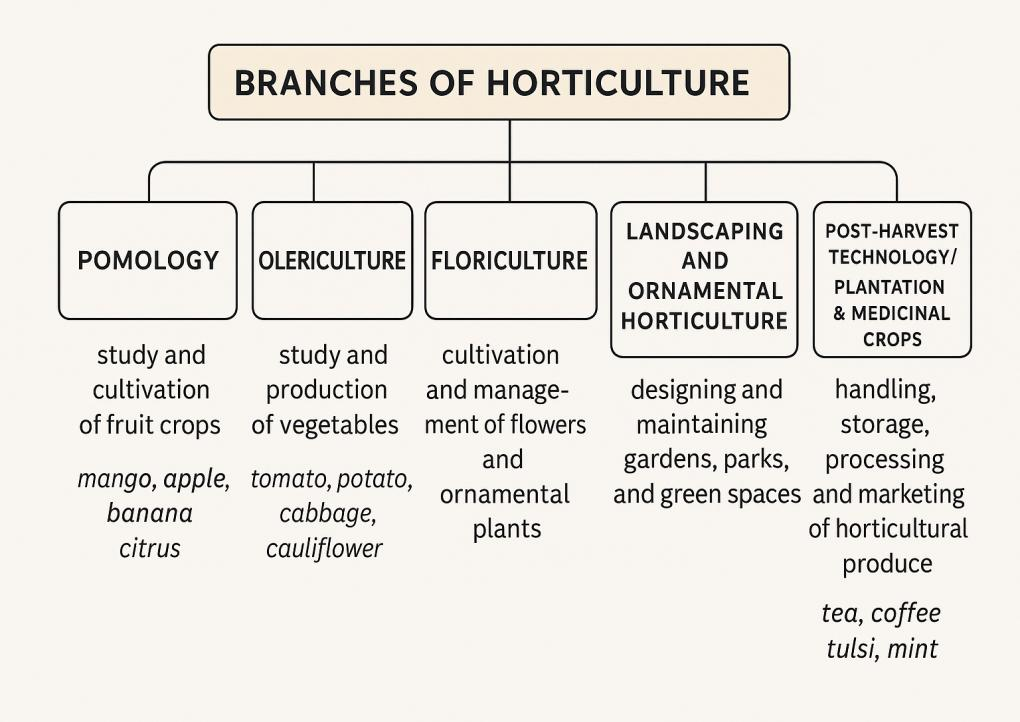 BRANCHES OF HORTICULTURE
POMOLOGY
study and
cultivation
of fruit crops
mango, apple,
banana
citrus
OLERICULTURE
study and
production
of vegetables
tomato, potato,
cabbage,
cauliflower
FLORICULTURE
cultivation
and manage-
ment of flowers
and
ornamental
plants
LANDSCAPING
AND
ORNAMENTAL
HORTICULTURE
designing and
maintaining
gardens, parks,
and green spaces
POST-HARVEST
TECHNOLOGY/
PLANTATION
& MEDICINAL
CROPS
handling,
storage,
processing
and marketing
of horticultural
produce
tea, coffee
tulsi, mint